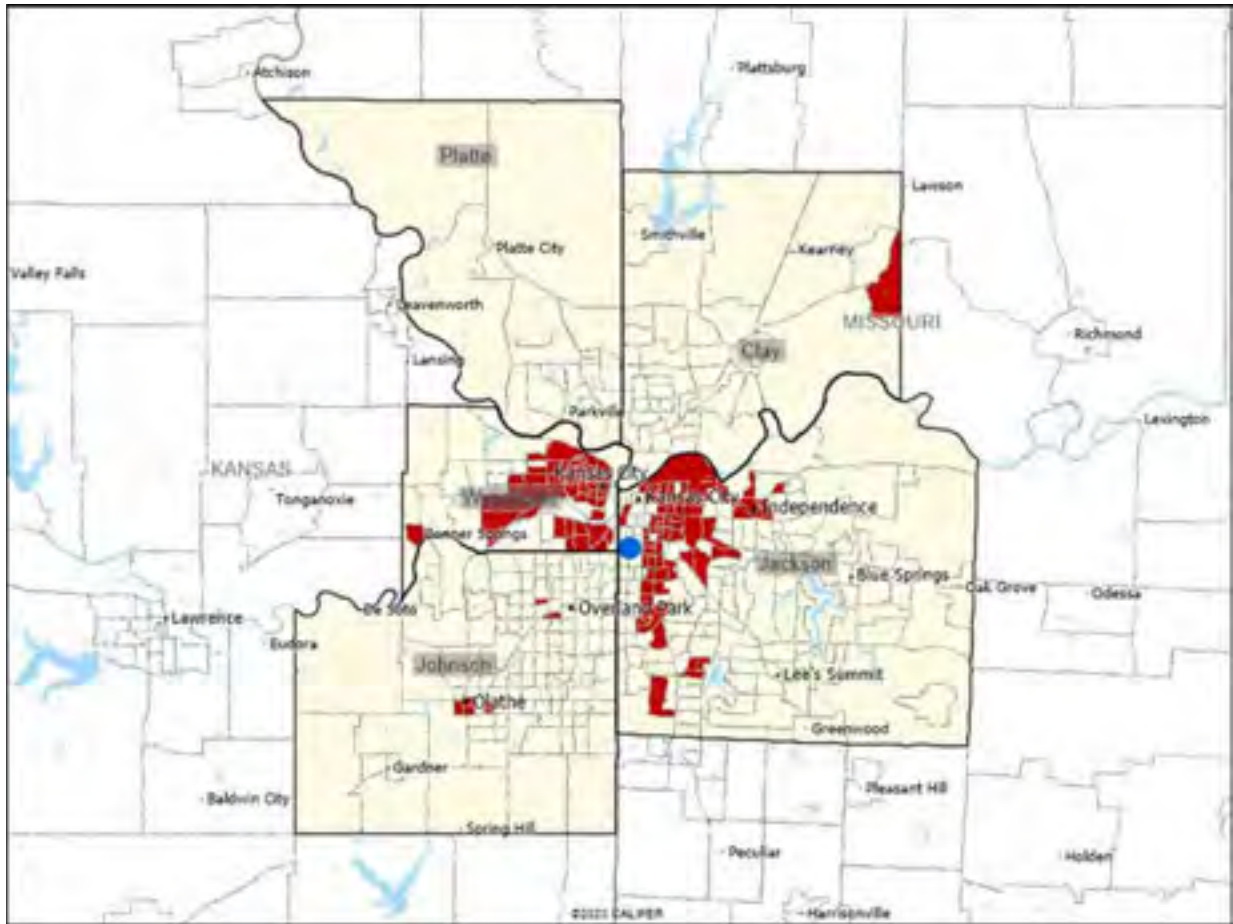 Atchison
Plattsburg
Platte
Lawson
Smithville
Platte City
Kearney
Valley Falls
Leavenworth
MISSOURI
Richmond
Clay
Lansing
Parkville
Lexington
KANSAS
Kansas City
Tonganoxie
Kansas City
Independence
Bonner Springs
Jackson
Blue Springs
Oak Grove
Odessa
De Soto
Overland Park
Lawrence
Eudora
Johnson
Lee's Summit
Olathe
Greenwood
Gardner
Pleasant Hill
Baldwin City
Spring Hill
Peculiar
Holden
©2021 CALIPER
Harrisonville